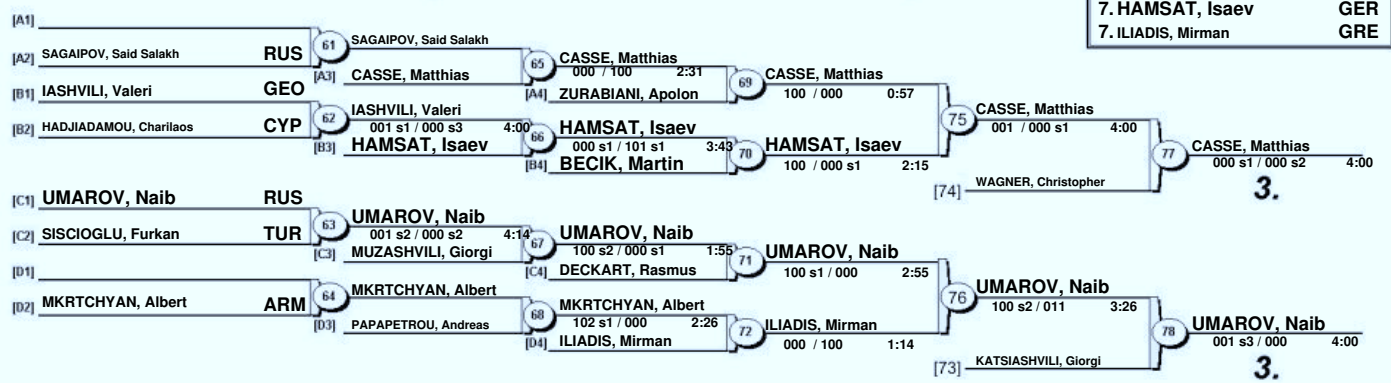 7. HAMSAT, Isaev GER
7. ILIADIS, Mirman GRE
[A1]
[A2] SAGAIPOV, Said Salakh RUS
61 SAGAIPOV, Said Salakh
[A3] CASSE, Matthias
65 CASSE, Matthias
000 / 100 2:31
[A4] ZURABIANI, Apolon
69 CASSE, Matthias
100 / 000 0:57
[B1] IASHVILI, Valeri GEO
[B2] HADJIADAMOU, Charilaos CYP
62 IASHVILI, Valeri
001 s1 / 000 s3 4:00
[B3] HAMSAT, Isaev
66 HAMSAT, Isaev
000 s1 / 101 s1 3:43
[B4] BECIK, Martin
70 HAMSAT, Isaev
100 / 000 s1 2:15
75 CASSE, Matthias
001 / 000 s1 4:00
[74] WAGNER, Christopher
77 CASSE, Matthias
000 s1 / 000 s2 4:00
3.
[C1] UMAROV, Naib RUS
[C2] SISCIOGLU, Furkan TUR
63 UMAROV, Naib
001 s2 / 000 s2 4:14
[C3] MUZASHVILI, Giorgi
67 UMAROV, Naib
100 s2 / 000 s1 1:55
[C4] DECKART, Rasmus
71 UMAROV, Naib
100 s1 / 000 2:55
[D1]
[D2] MKRTCHYAN, Albert ARM
64 MKRTCHYAN, Albert
[D3] PAPAPETROU, Andreas
68 MKRTCHYAN, Albert
102 s1 / 000 2:26
[D4] ILIADIS, Mirman
72 ILIADIS, Mirman
000 / 100 1:14
76 UMAROV, Naib
100 s2 / 011 3:26
[73] KATSIASHVILI, Giorgi
78 UMAROV, Naib
001 s3 / 000 4:00
3.